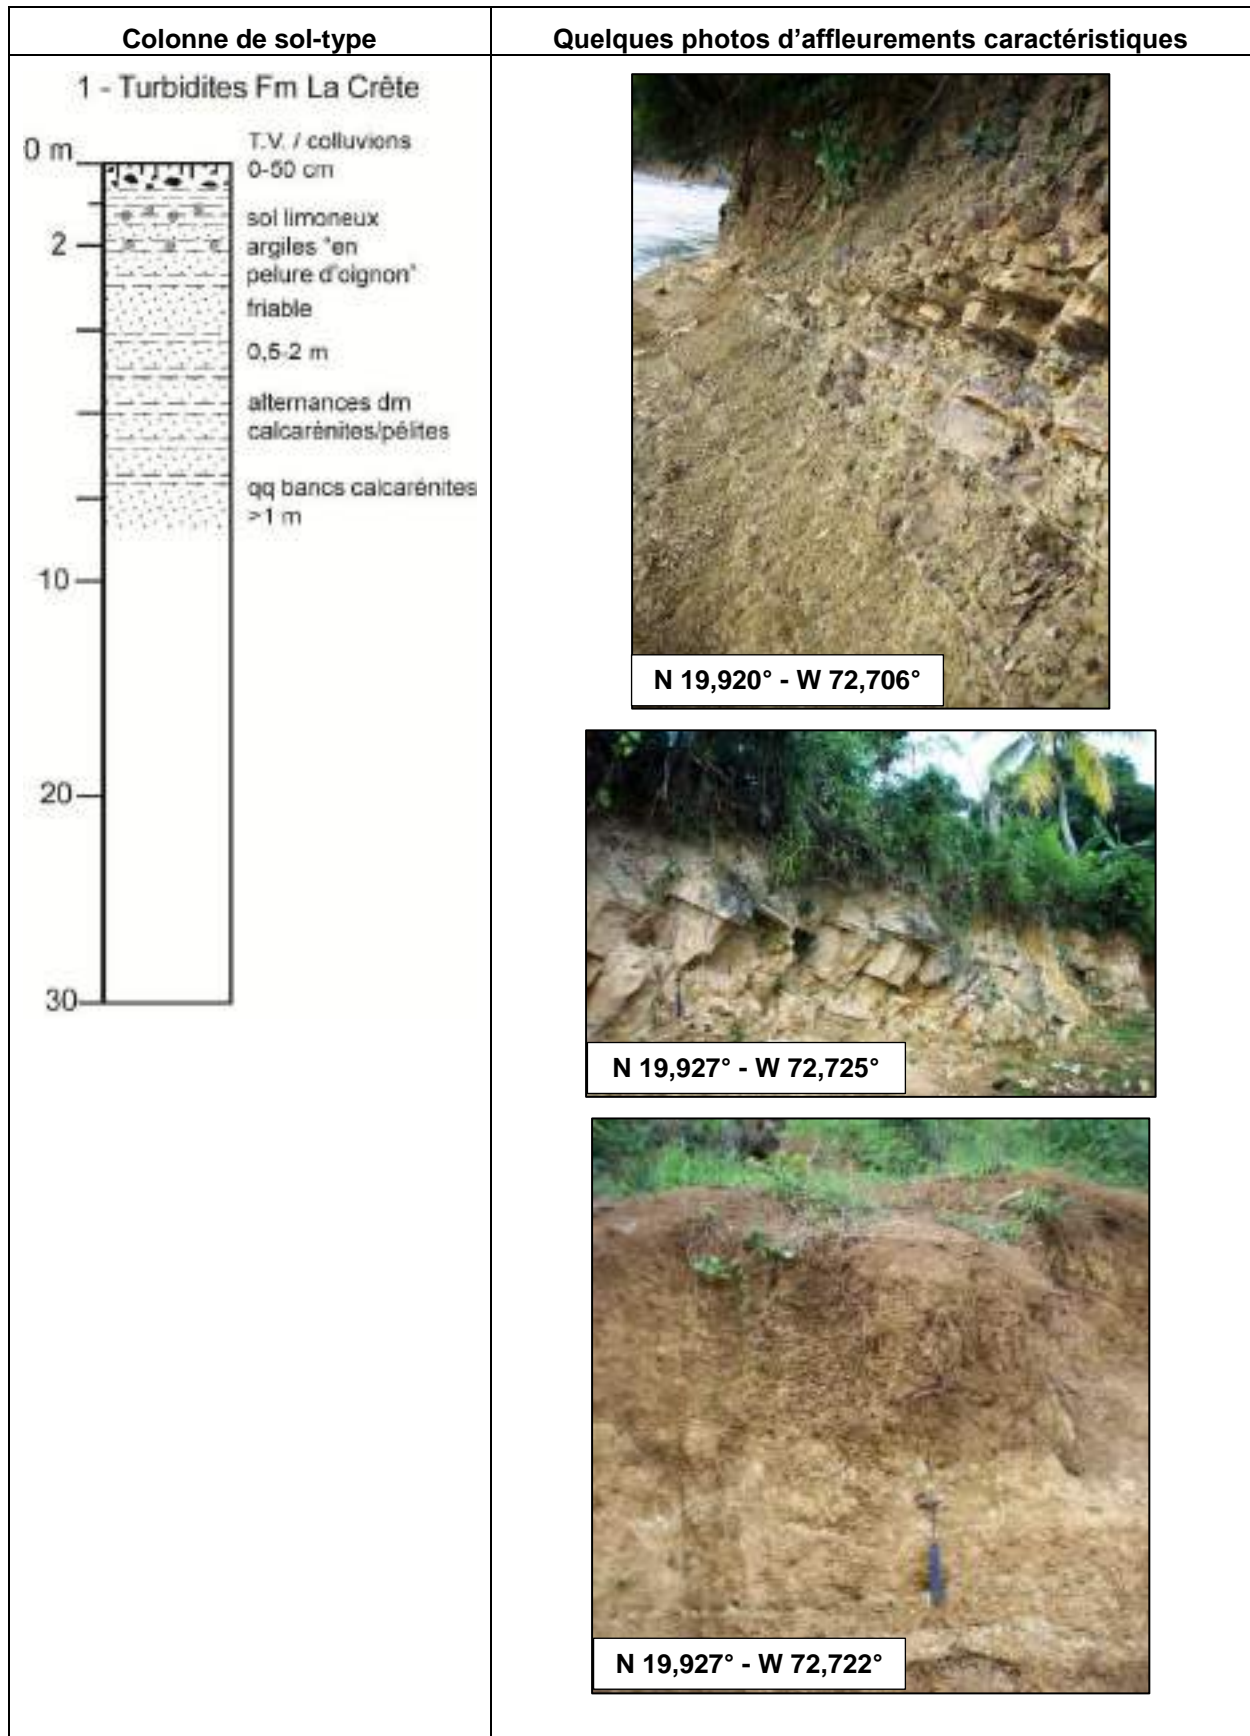 Colonne de sol-type
Quelques photos d'affleurements caractéristiques
1 - Turbidites Fm La Crête
0 m
T.V. / colluvions
0-50 cm
sol limoneux
2
argiles "en
pelure d'oignon"
friable
0,5-2 m
alternances dm
calcarénites/pélites
qq bancs calcarénites
>1 m
10
20
30
N 19,920° - W 72,706°
N 19,927° - W 72,725°
N 19,927° - W 72,722°